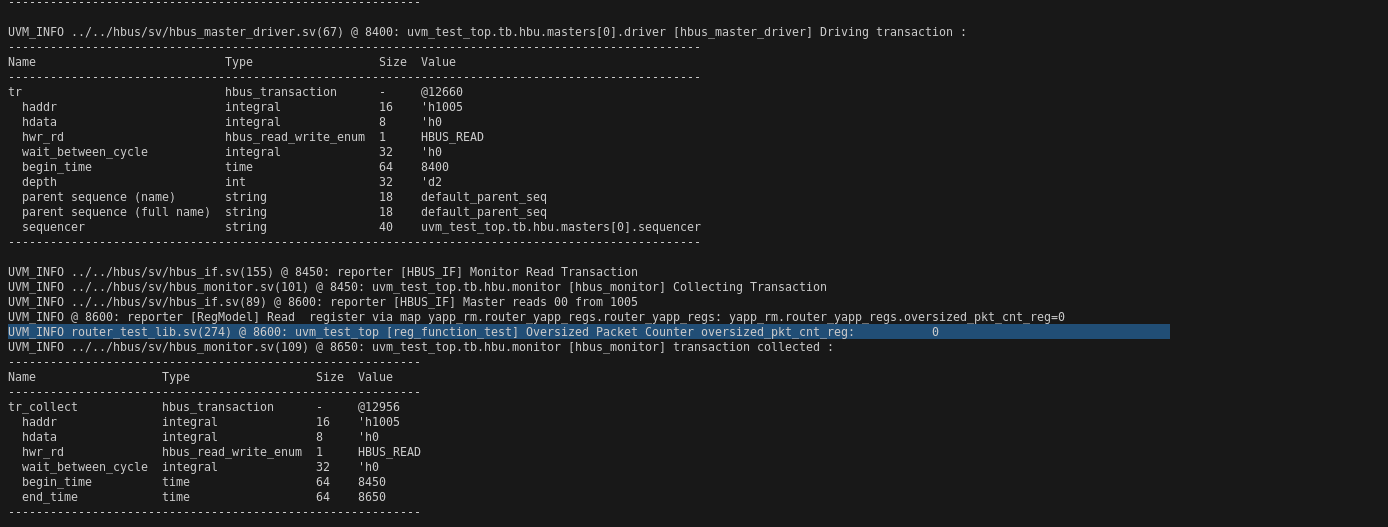 ------------------------------------------------------------
UVM_INFO ../../hbus/sv/hbus_master_driver.sv(67) @ 8400: uvm_test_top.tb.hbu.masters[0].driver [hbus_master_driver] Driving transaction :
---------------------------------------------------------------------------------------------------
Name                           Type                  Size  Value
---------------------------------------------------------------------------------------------------
tr                             hbus_transaction      -     @12660
  haddr                        integral              16    'h1005
  hdata                        integral              8     'h0
  hwr_rd                       hbus_read_write_enum  1     HBUS_READ
  wait_between_cycle           integral              32    'h0
  begin_time                   time                  64    8400
  depth                        int                   32    'd2
  parent sequence (name)       string                18    default_parent_seq
  parent sequence (full name)  string                18    default_parent_seq
  sequencer                    string                40    uvm_test_top.tb.hbu.masters[0].sequencer
---------------------------------------------------------------------------------------------------
UVM_INFO ../../hbus/sv/hbus_if.sv(155) @ 8450: reporter [HBUS_IF] Monitor Read Transaction
UVM_INFO ../../hbus/sv/hbus_monitor.sv(101) @ 8450: uvm_test_top.tb.hbu.monitor [hbus_monitor] Collecting Transaction
UVM_INFO ../../hbus/sv/hbus_if.sv(89) @ 8600: reporter [HBUS_IF] Master reads 00 from 1005
UVM_INFO @ 8600: reporter [RegModel] Read  register via map yapp_rm.router_yapp_regs.router_yapp_regs: yapp_rm.router_yapp_regs.oversized_pkt_cnt_reg=0
UVM_INFO router_test_lib.sv(274) @ 8600: uvm_test_top [reg_function_test] Oversized Packet Counter oversized_pkt_cnt_reg:           0
UVM_INFO ../../hbus/sv/hbus_monitor.sv(109) @ 8650: uvm_test_top.tb.hbu.monitor [hbus_monitor] transaction collected :
-----------------------------------------------------------
Name                  Type                  Size  Value
-----------------------------------------------------------
tr_collect            hbus_transaction      -     @12956
  haddr               integral              16    'h1005
  hdata               integral              8     'h0
  hwr_rd              hbus_read_write_enum  1     HBUS_READ
  wait_between_cycle  integral              32    'h0
  begin_time          time                  64    8450
  end_time            time                  64    8650
-----------------------------------------------------------